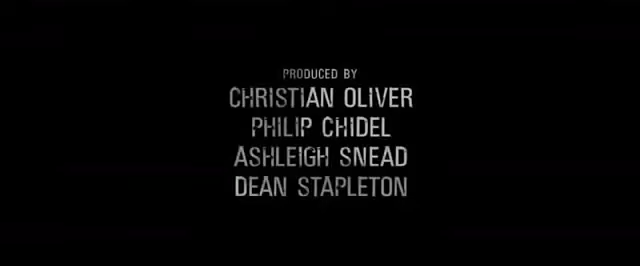 PRODUCED BY
CHRISTIAN OLIVER
PHILIP CHIDEL
ASHLEIGH SNEAD
DEAN STAPLETON